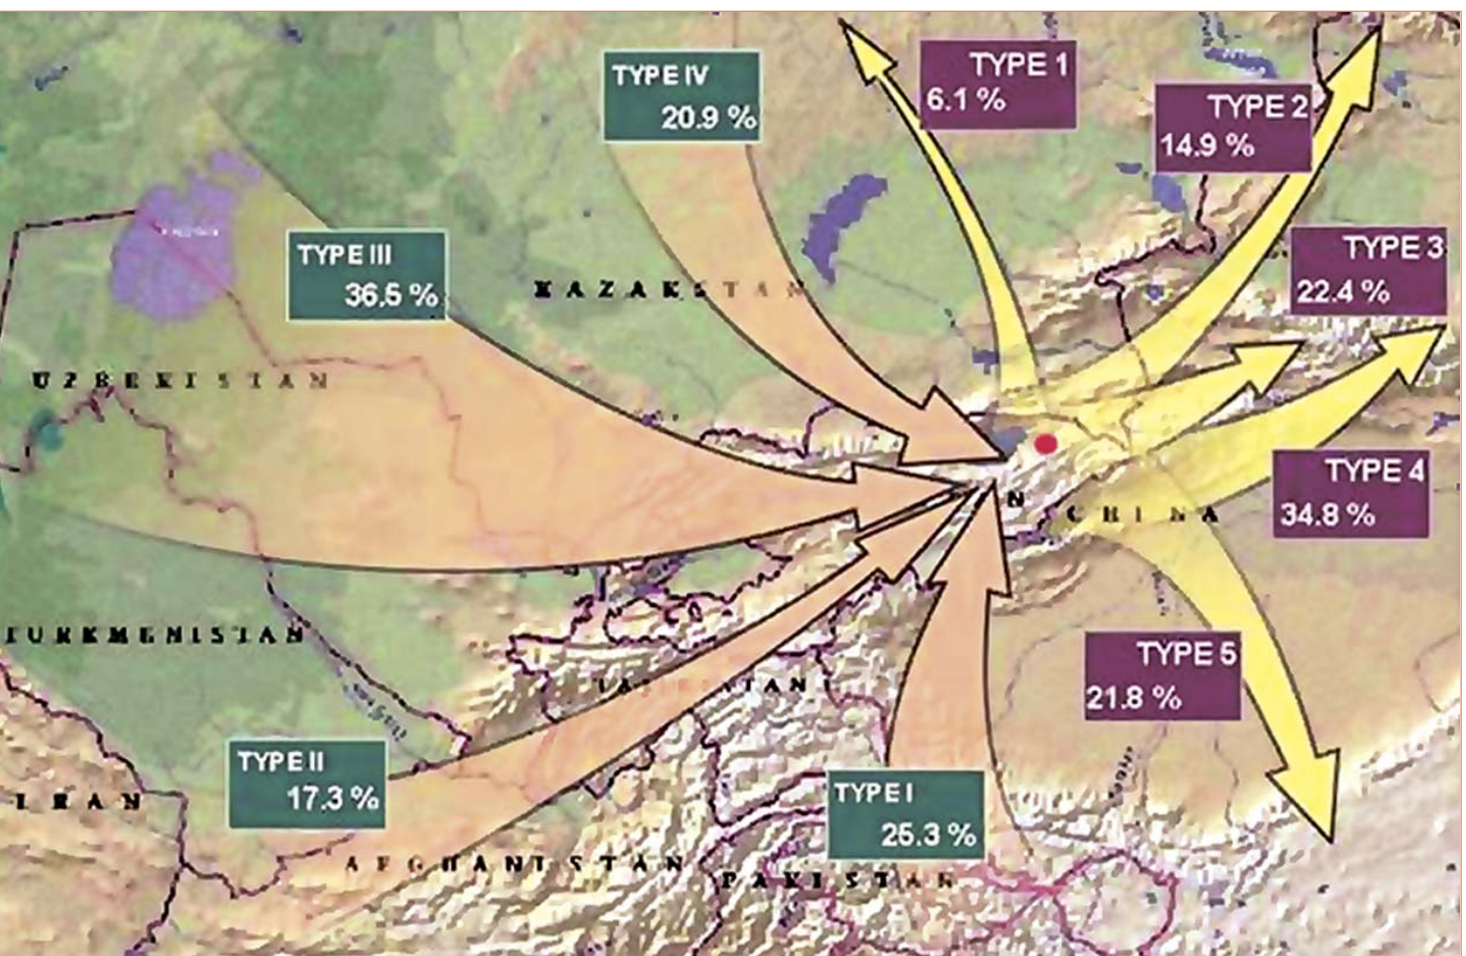 TYPE IV
20.9 %
TYPE 1
6.1 %
TYPE 2
14.9 %
TYPE III
36.5 %
TYPE 3
22.4 %
KAZAKSTAN
UZBEKISTAN
TYPE 4
34.8 %
N
CHINA
TURKMENISTAN
TYPE 5
21.8 %
TYPE II
17.3 %
IRAN
TYPE I
25.3 %
AFGHANISTAN
PAKISTAN